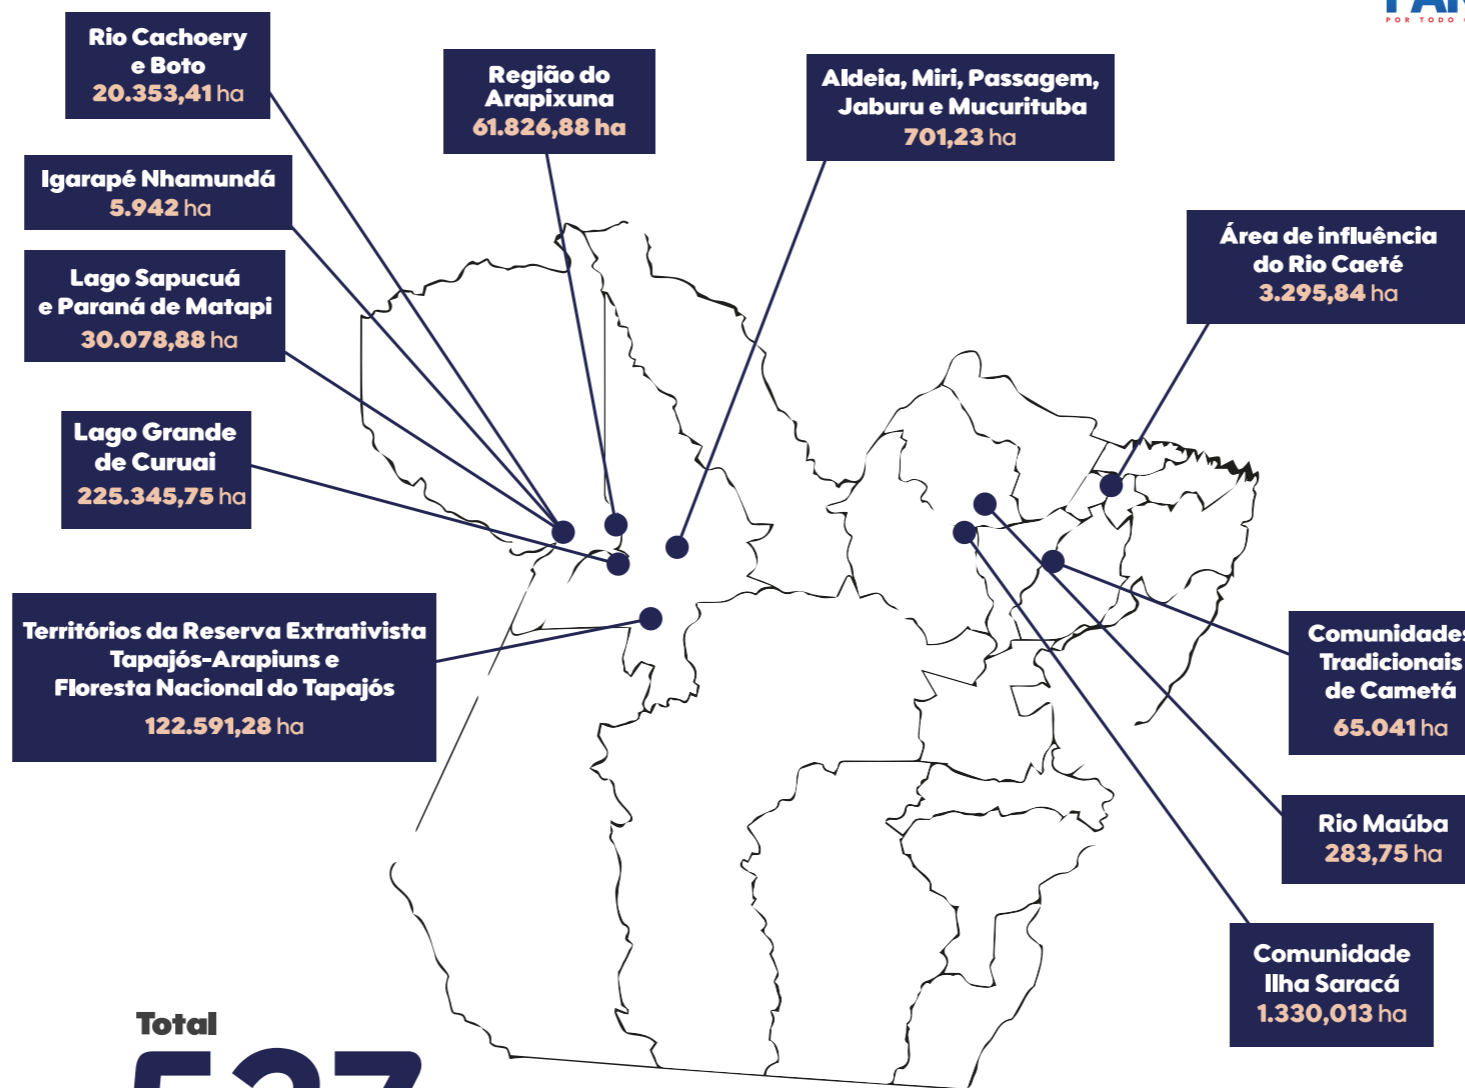 POR TODO
Rio Cachoery
e Boto
20.353,41 ha
Região do
Arapixuna
61.826,88 ha
Aldeia, Miri, Passagem,
Jaburu e Mucurituba
701,23 ha
Igarapé Nhamundá
5.942 ha
Área de influência
do Rio Caeté
3.295,84 ha
Lago Sapucuá
e Paraná de Matapi
30.078,88 ha
Lago Grande
de Curuai
225.345,75 ha
Territórios da Reserva Extrativista
Tapajós-Arapiuns e
Floresta Nacional do Tapajós
122.591,28 ha
Comunidades
Tradicionais
de Cametá
65.041 ha
Rio Maúba
283,75 ha
Comunidade
Ilha Saracá
1.330,013 ha
Total